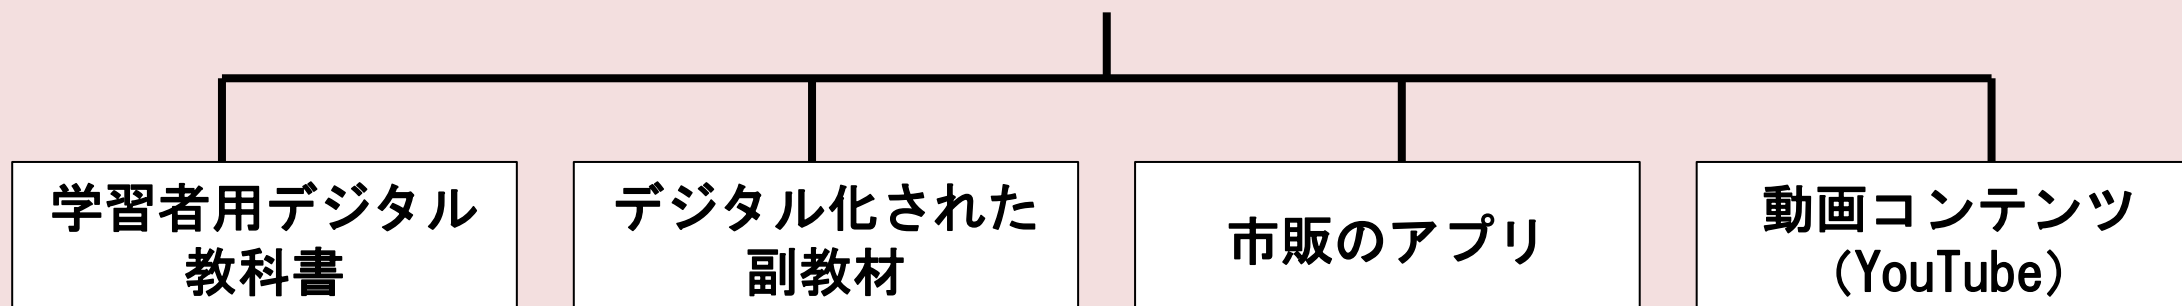 学習者用デジタル
教科書
デジタル化された
副教材
市販のアプリ
動画コンテンツ
（YouTube）